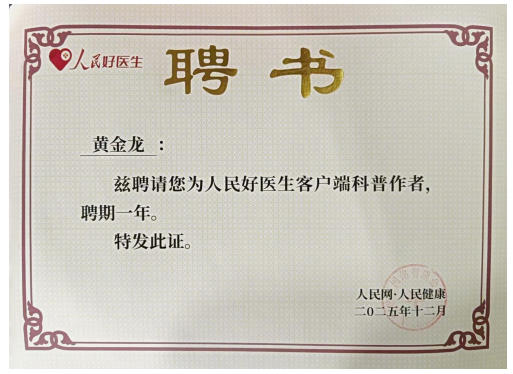 人民好医生
聘书
黄金龙：
兹聘请您为人民好医生客户端科普作者，
聘期一年。
特发此证。
人民网·人民健康
二〇二五年十二月